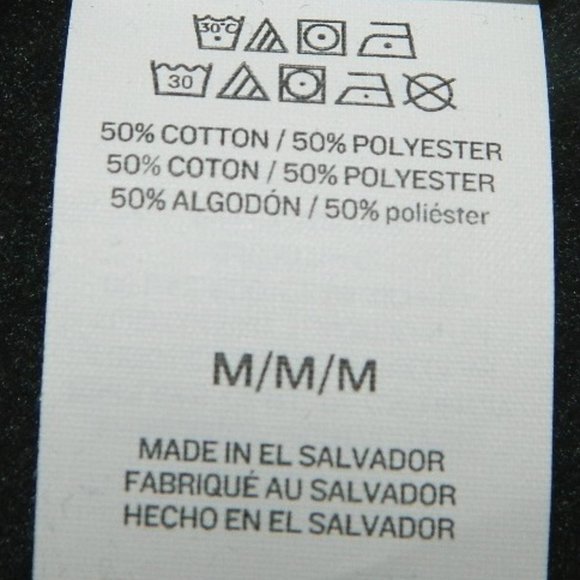 30°C
30
50% COTTON / 50% POLYESTER
50% COTON / 50% POLYESTER
50% ALGODÓN / 50% poliéster
M/M/M
MADE IN EL SALVADOR
FABRIQUÉ AU SALVADOR
HECHO EN EL SALVADOR